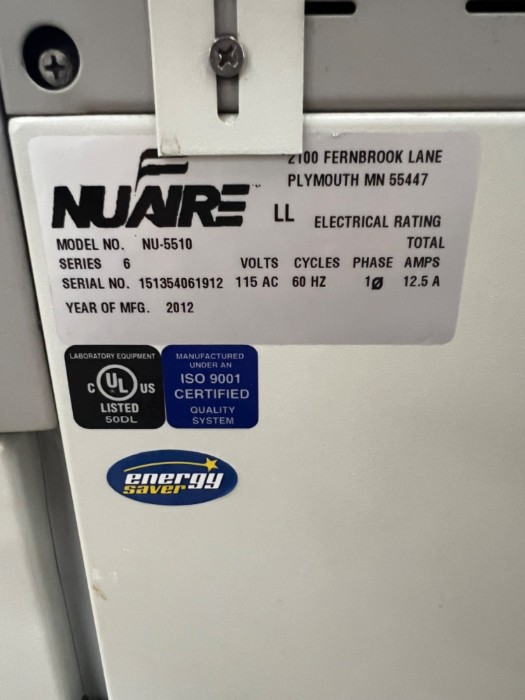 2100 FERNBROOK LANE
PLYMOUTH MN 55447
NUAIRE™
LL
ELECTRICAL RATING
MODEL NO. NU-5510
TOTAL
SERIES 6 VOLTS CYCLES PHASE AMPS
SERIAL NO. 151354061912 115 AC 60 HZ 1Ø 12.5 A
YEAR OF MFG. 2012
LABORATORY EQUIPMENT
C UL US
LISTED
50DL
MANUFACTURED
UNDER AN
ISO 9001
CERTIFIED
QUALITY
SYSTEM
energy
saver